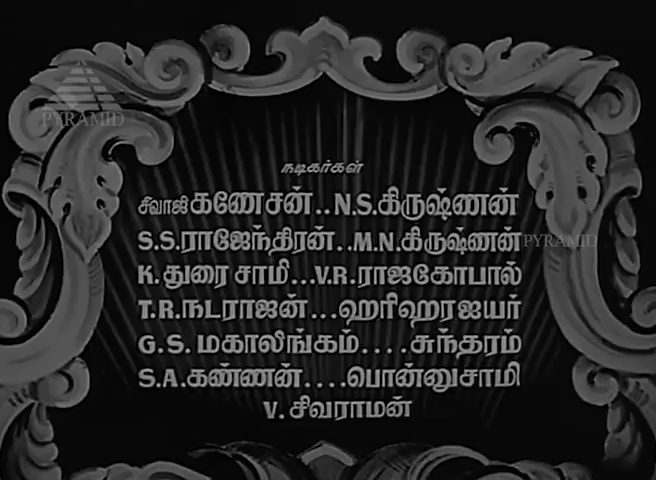 PYRAMID
நடிகர்கள்
சிவாஜி கணேசன்..N.S.கிருஷ்ணன்
S.S.ராஜேந்திரன்..M.N.கிருஷ்ணன்
PYRAMID
K.துரைசாமி...V.R.ராஜகோபால்
T.R.நடராஜன்...ஹரிஹரஐயர்
G.S. மகாலிங்கம்....சுந்தரம்
S.A.கண்ணன்....பொன்னுசாமி
V.சிவராமன்